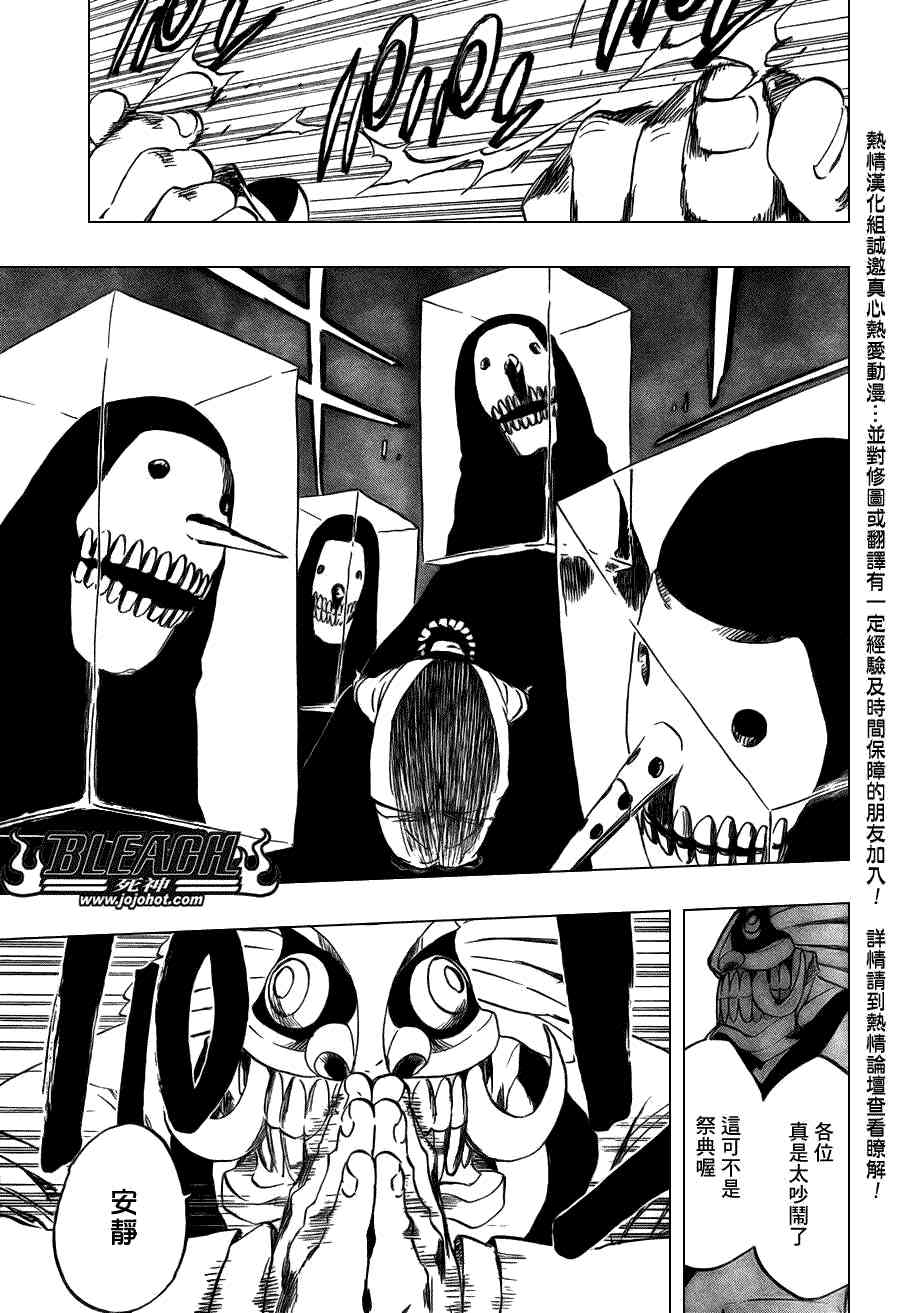 熱情漢化組誠邀真心熱愛動漫…並對修圖或翻譯有一定經驗及時間保障的朋友加入！ 詳情請到熱情論壇查看瞭解！
BLEACH
死神
www.jojohot.com
各位
真是太吵鬧了
這可不是
祭典喔
安靜